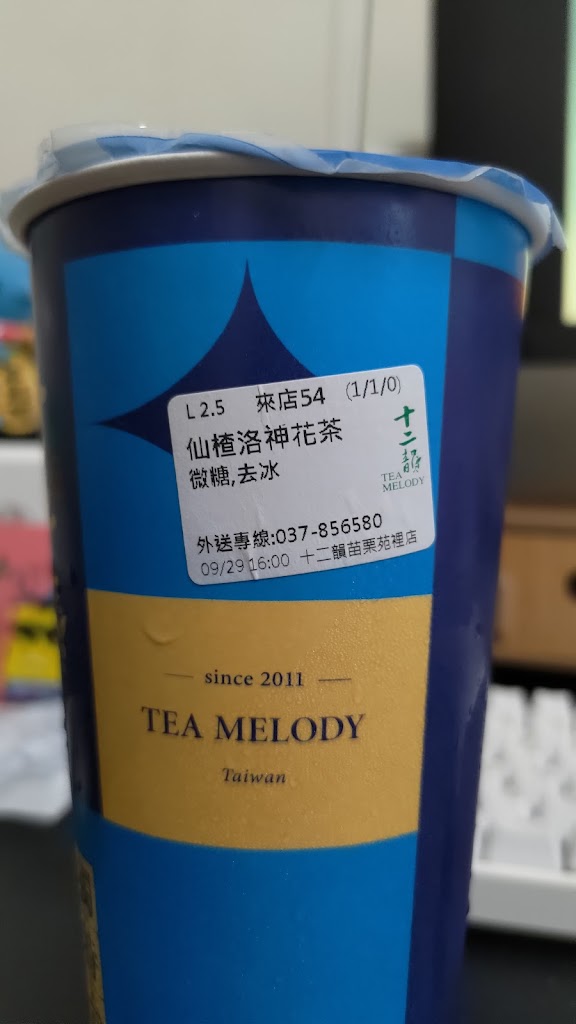 L 2.5 來店54 (1/1/0)
仙楂洛神花茶
微糖,去冰
十二韻
TEA
MELODY
外送專線:037-856580
09/29 16:00 十二韻苗栗苑裡店
since 2011
TEA MELODY
Taiwan